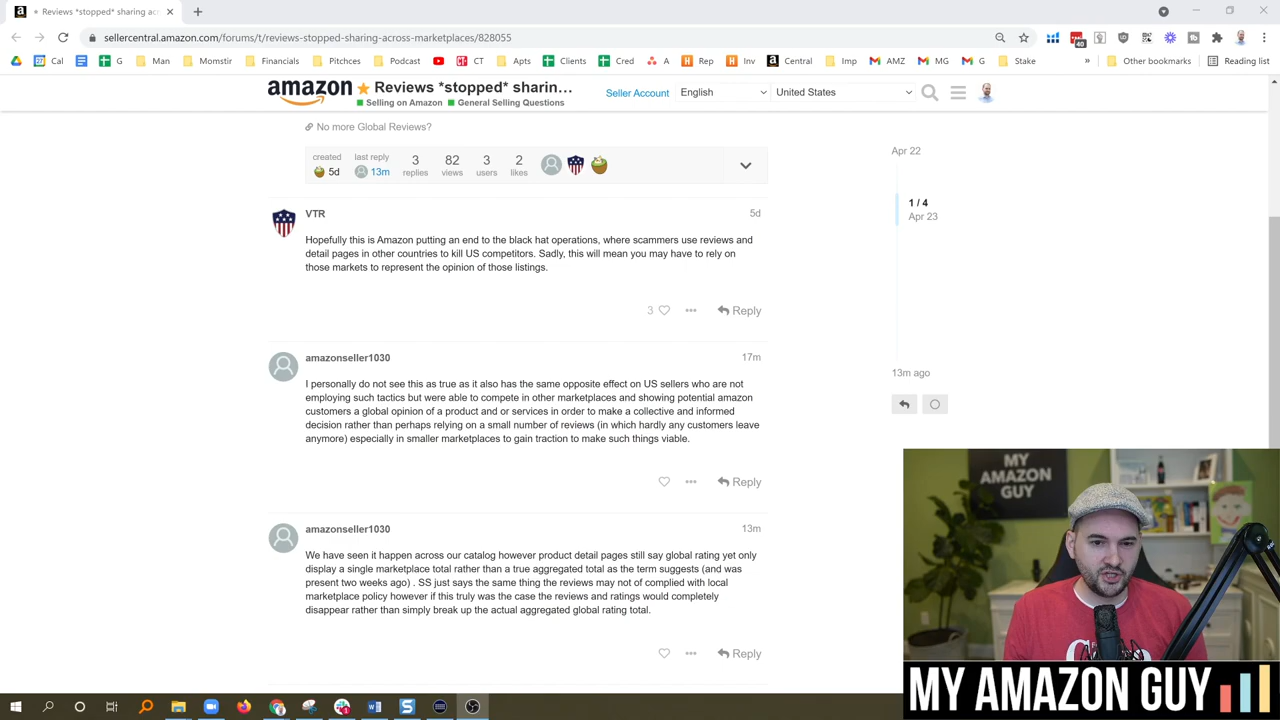 Reviews *stopped* sharing acr
sellercentral.amazon.com/forums/t/reviews-stopped-sharing-across-marketplaces/828055
40
Cal
G
Man
Momstir
Financials
Pitchces
Podcast
CT
Apts
Clients
Cred
A
Rep
Inv
Central
Imp
AMZ
MG
G
Stake
»
Other bookmarks
Reading list
amazon
Reviews *stopped* sharin...
Selling on Amazon General Selling Questions
Seller Account
English
United States
No more Global Reviews?
created last reply 3 82 3 2
5d 13m replies views users likes
Apr 22
1 / 4
Apr 23
VTR 5d
Hopefully this is Amazon putting an end to the black hat operations, where scammers use reviews and
detail pages in other countries to kill US competitors. Sadly, this will mean you may have to rely on
those markets to represent the opinion of those listings.
3 ••• Reply
amazonseller1030 17m
13m ago
I personally do not see this as true as it also has the same opposite effect on US sellers who are not
employing such tactics but were able to compete in other marketplaces and showing potential amazon
customers a global opinion of a product and or services in order to make a collective and informed
decision rather than perhaps relying on a small number of reviews (in which hardly any customers leave
anymore) especially in smaller marketplaces to gain traction to make such things viable.
••• Reply
amazonseller1030 13m
We have seen it happen across our catalog however product detail pages still say global rating yet only
display a single marketplace total rather than a true aggregated total as the term suggests (and was
present two weeks ago) . SS just says the same thing the reviews may not of complied with local
marketplace policy however if this truly was the case the reviews and ratings would completely
disappear rather than simply break up the actual aggregated global rating total.
••• Reply
MY
AMAZON
GUY
MY AMAZON GUY